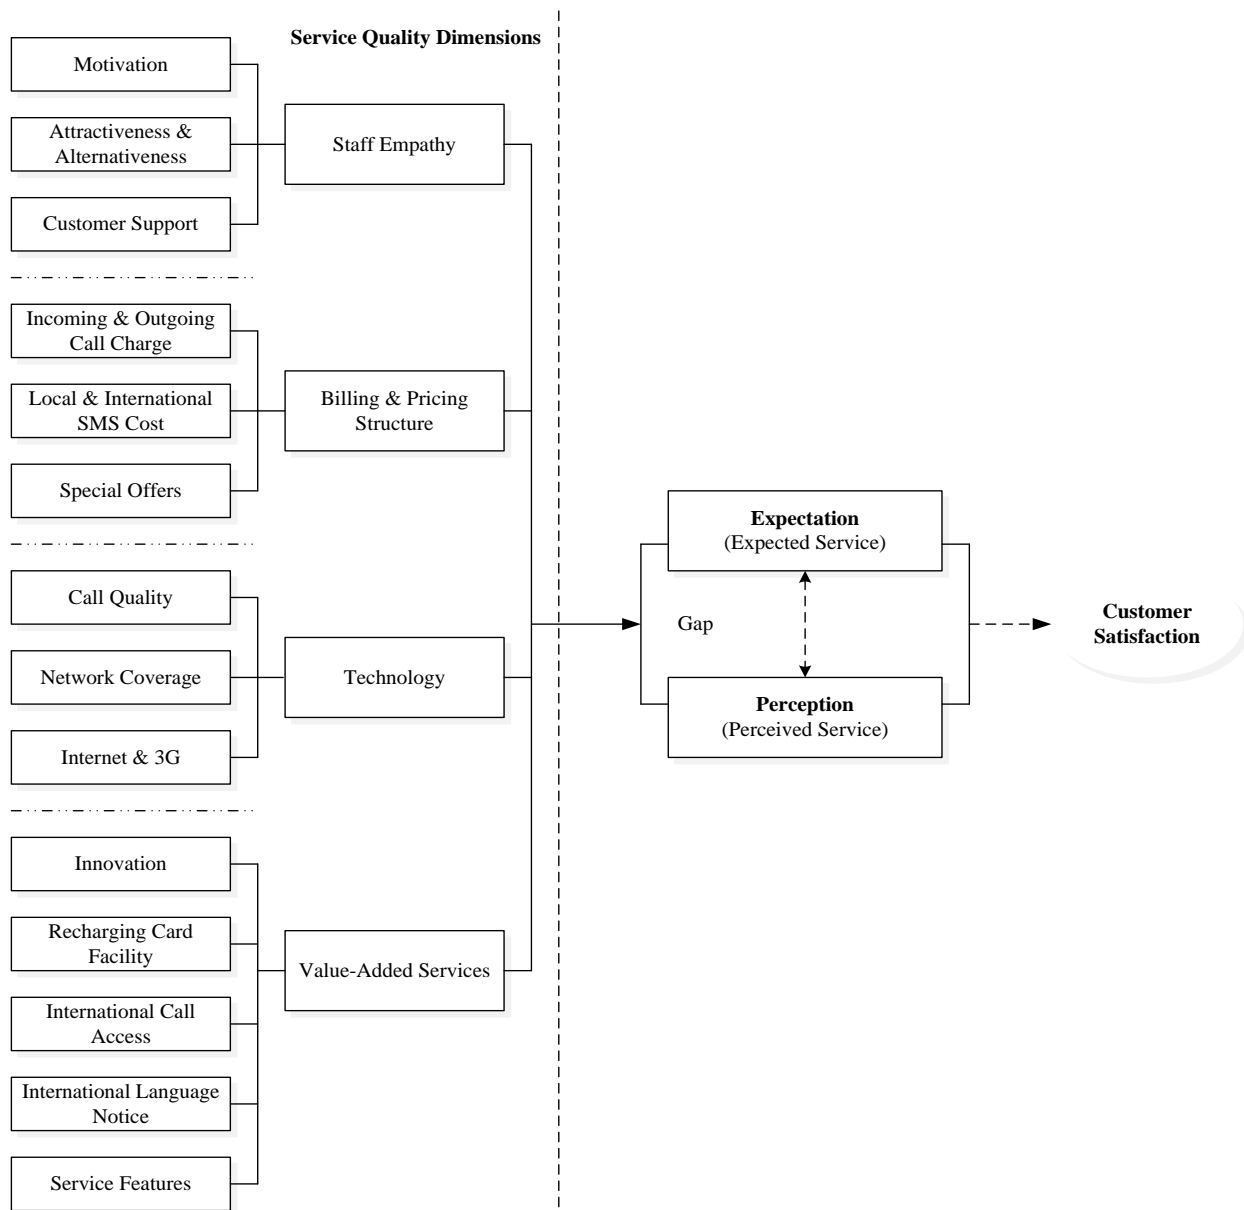 Service Quality Dimensions
Motivation
Attractiveness &
Alternativeness
Customer Support
Staff Empathy
Incoming & Outgoing
Call Charge
Local & International
SMS Cost
Special Offers
Billing & Pricing
Structure
Call Quality
Network Coverage
Internet & 3G
Technology
Innovation
Recharging Card
Facility
International Call
Access
International Language
Notice
Service Features
Value-Added Services
Expectation
(Expected Service)
Gap
Perception
(Perceived Service)
Customer
Satisfaction